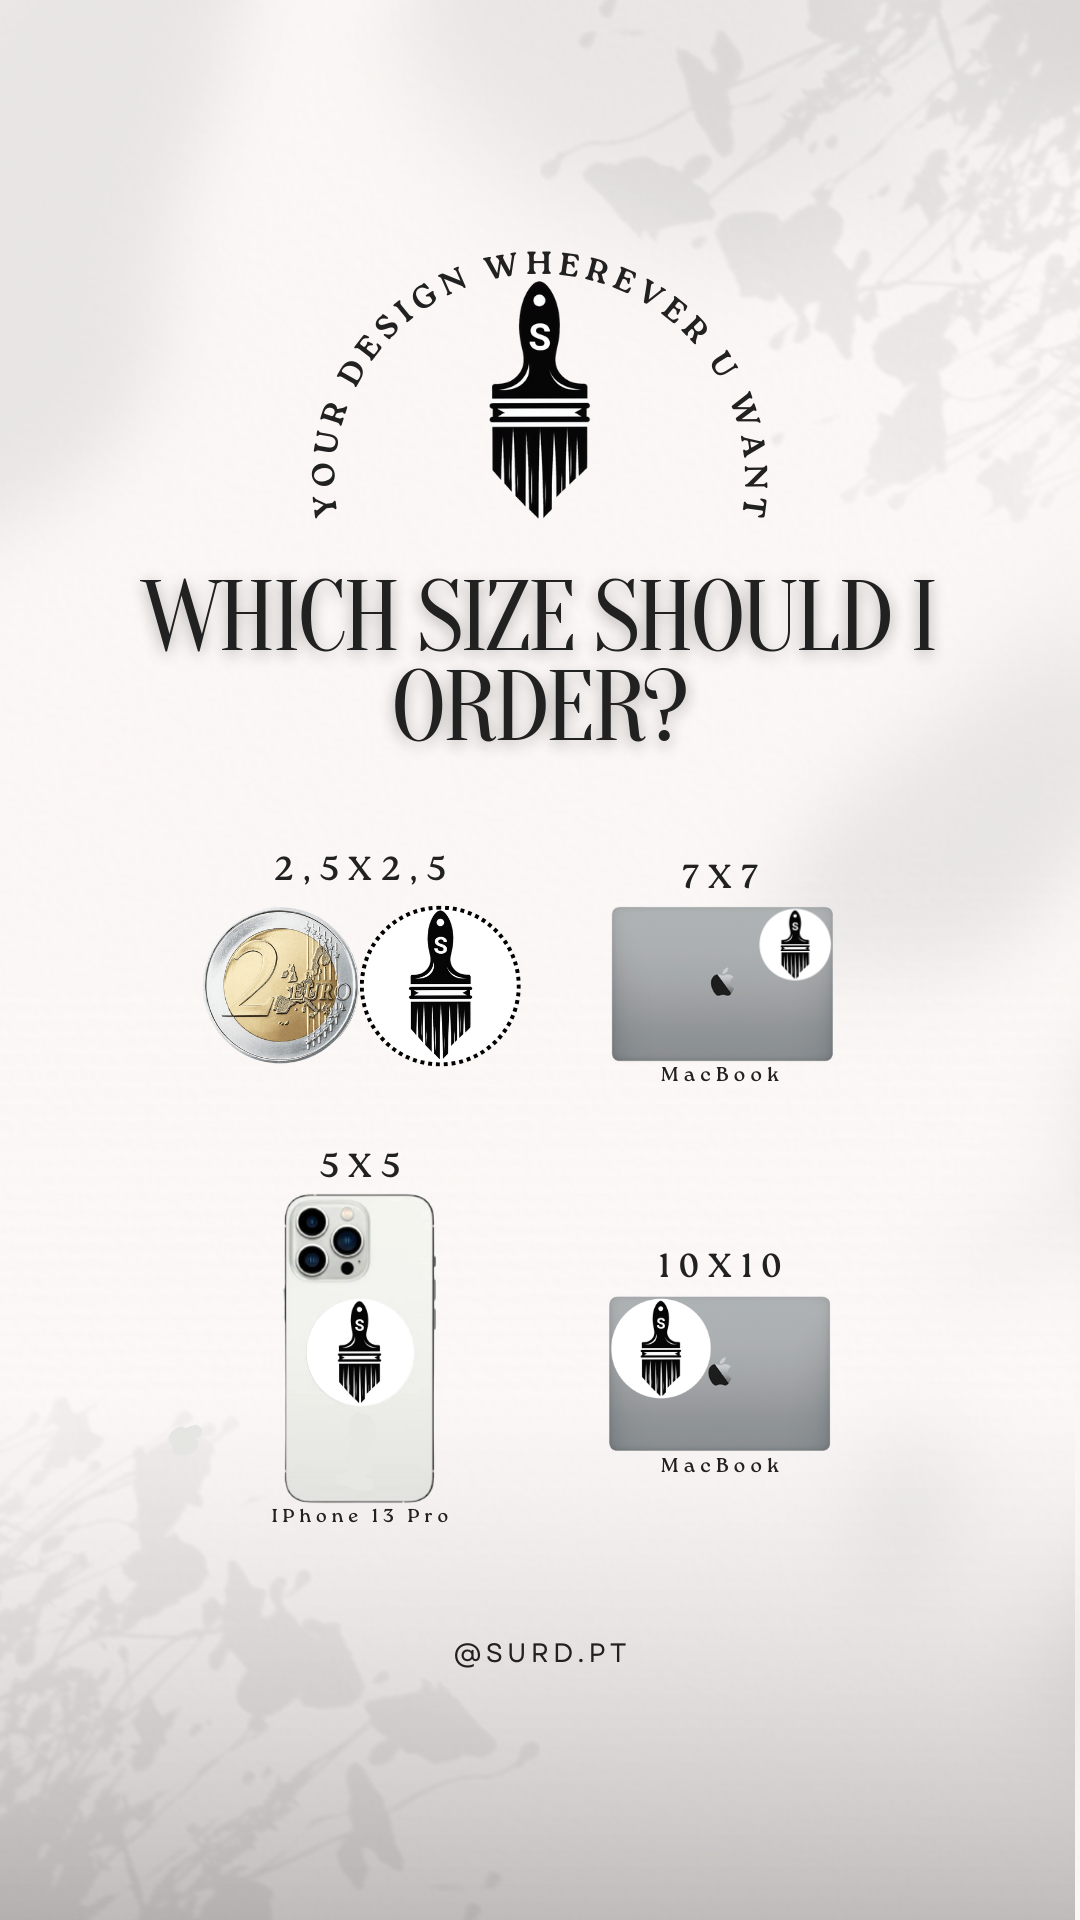 YOUR DESIGN WHEREVER U WANT
S
WHICH SIZE SHOULD I
ORDER?
2,5X2,5
2 EURO
S
7X7
S
MacBook
5X5
S
IPhone 13 Pro
10X10
S
MacBook
@SURD.PT